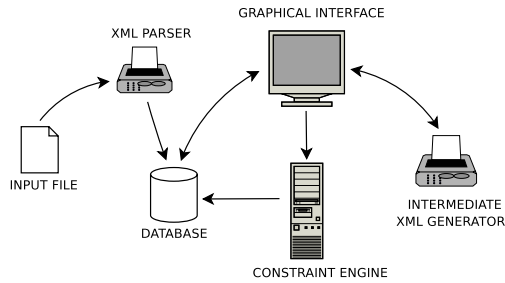 GRAPHICAL INTERFACE
XML PARSER
INPUT FILE
DATABASE
INTERMEDIATE
XML GENERATOR
CONSTRAINT ENGINE